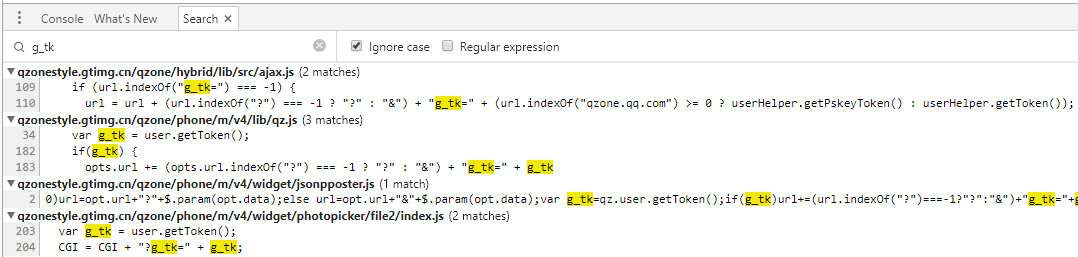 Console What's New Search ×
g_tk Ignore case Regular expression
qzonestyle.gtimg.cn/qzone/hybrid/lib/src/ajax.js (2 matches)
109 if (url.indexOf("g_tk=") === -1) {
110 url = url + (url.indexOf("?") === -1 ? "?" : "&") + "g_tk=" + (url.indexOf("qzone.qq.com") >= 0 ? userHelper.getPskeyToken() : userHelper.getToken());
qzonestyle.gtimg.cn/qzone/phone/m/v4/lib/qz.js (3 matches)
34 var g_tk = user.getToken();
182 if(g_tk) {
183 opts.url += (opts.url.indexOf("?") === -1 ? "?" : "&") + "g_tk=" + g_tk
qzonestyle.gtimg.cn/qzone/phone/m/v4/widget/jsonpposter.js (1 match)
2 0)url=opt.url+"?"+$.param(opt.data);else url=opt.url+"&"+$.param(opt.data);var g_tk=qz.user.getToken();if(g_tk)url+=(url.indexOf("?")===-1?"?":"&")+"g_tk="+g
qzonestyle.gtimg.cn/qzone/phone/m/v4/widget/photopicker/file2/index.js (2 matches)
203 var g_tk = user.getToken();
204 CGI = CGI + "?g_tk=" + g_tk;